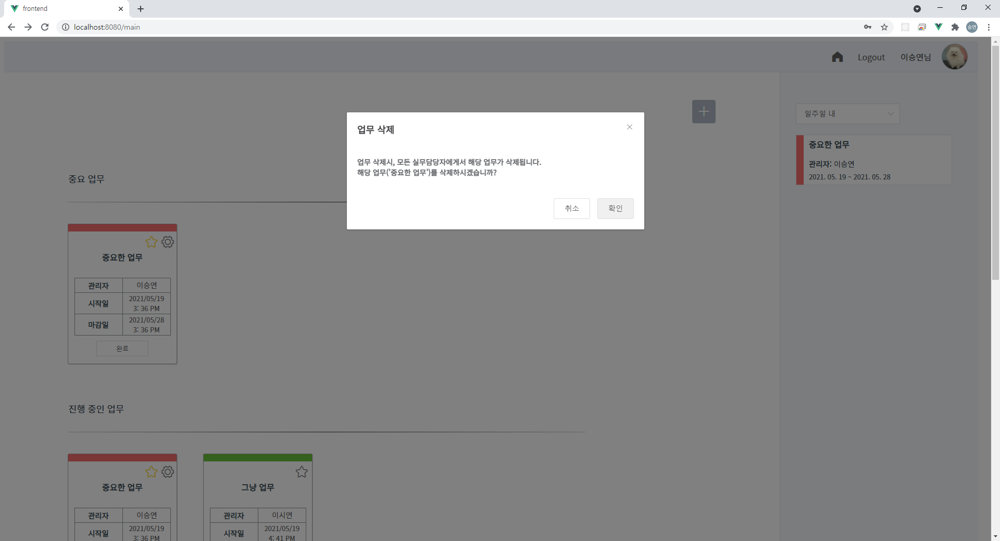 frontend
localhost:8080/main
승연
Logout
이승연님
일주일 내
중요한 업무
관리자: 이승연
2021. 05. 19 ~ 2021. 05. 28
업무 삭제
업무 삭제시, 모든 실무담당자에게서 해당 업무가 삭제됩니다.
해당 업무('중요한 업무')를 삭제하시겠습니까?
취소
확인
중요 업무
중요한 업무
관리자 이승연
시작일 2021/05/19
3: 36 PM
마감일 2021/05/28
3: 36 PM
완료
진행 중인 업무
중요한 업무
관리자 이승연
시작일 2021/05/19
3: 36 PM
그냥 업무
관리자 이시연
시작일 2021/05/19
4: 41 PM